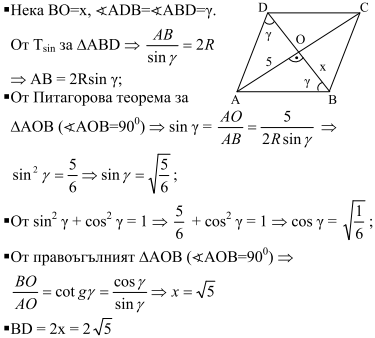 ▪Нека BO=x, ∢ADB=∢ABD=γ.
От T_sin за ΔABD ⇒ AB/sin γ = 2R
⇒ AB = 2Rsin γ;
▪От Питагорова теорема за
ΔAOB (∢AOB=90⁰) ⇒ sin γ = AO/AB = 5/(2R sin γ) ⇒
sin² γ = 5/6 ⇒ sin γ = √(5/6) ;
▪От sin² γ + cos² γ = 1 ⇒ 5/6 + cos² γ = 1 ⇒ cos γ = √(1/6) ;
▪От правоъгълният ΔAOB (∢AOB=90⁰) ⇒
BO/AO = cot gγ = cos γ/sin γ ⇒ x = √5
▪BD = 2x = 2√5
D C
γ
O
5 x
γ
A B